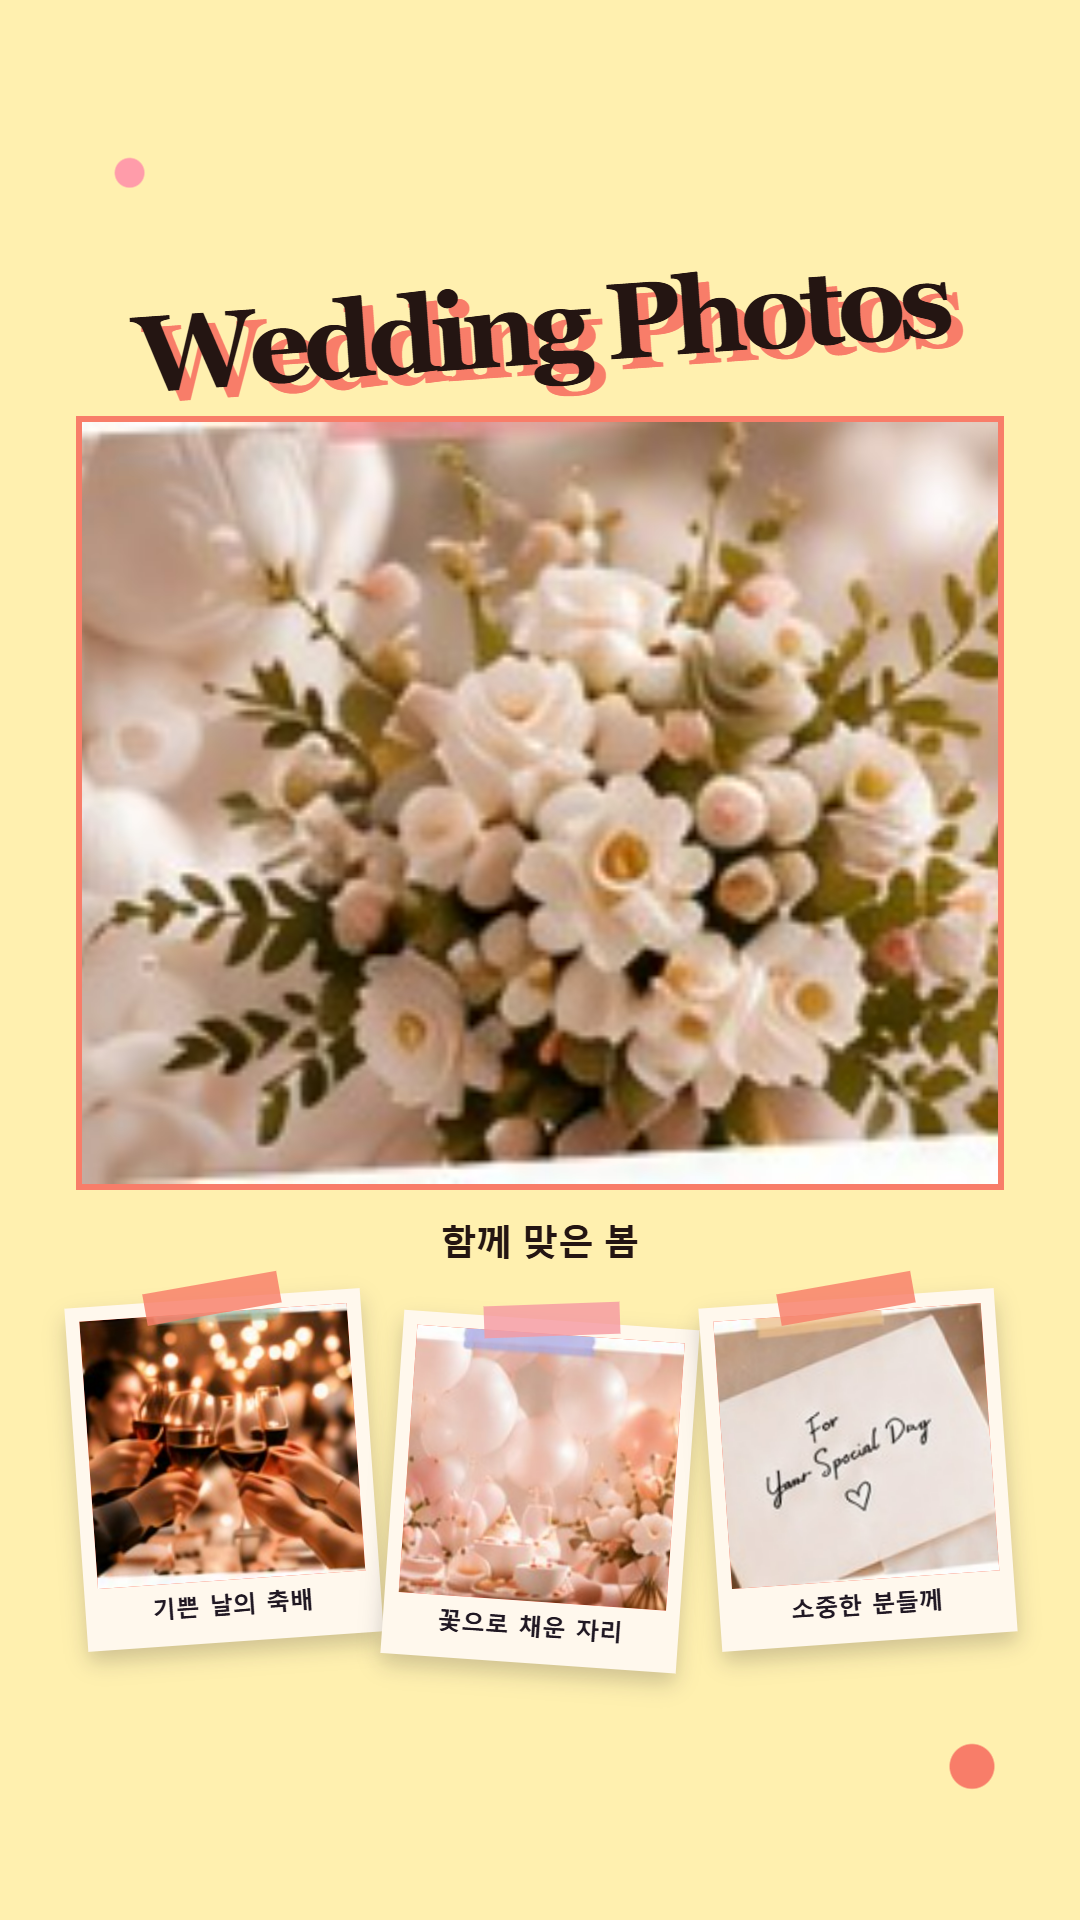 Wedding Photos
함께 맞은 봄
기쁜 날의 축배
꽃으로 채운 자리
For
Your Special Day
소중한 분들께